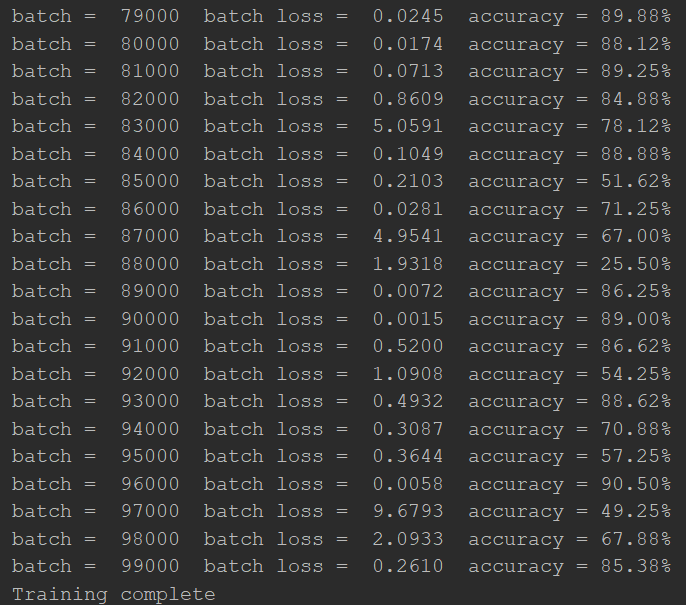 batch =  79000  batch loss =  0.0245  accuracy = 89.88%
batch =  80000  batch loss =  0.0174  accuracy = 88.12%
batch =  81000  batch loss =  0.0713  accuracy = 89.25%
batch =  82000  batch loss =  0.8609  accuracy = 84.88%
batch =  83000  batch loss =  5.0591  accuracy = 78.12%
batch =  84000  batch loss =  0.1049  accuracy = 88.88%
batch =  85000  batch loss =  0.2103  accuracy = 51.62%
batch =  86000  batch loss =  0.0281  accuracy = 71.25%
batch =  87000  batch loss =  4.9541  accuracy = 67.00%
batch =  88000  batch loss =  1.9318  accuracy = 25.50%
batch =  89000  batch loss =  0.0072  accuracy = 86.25%
batch =  90000  batch loss =  0.0015  accuracy = 89.00%
batch =  91000  batch loss =  0.5200  accuracy = 86.62%
batch =  92000  batch loss =  1.0908  accuracy = 54.25%
batch =  93000  batch loss =  0.4932  accuracy = 88.62%
batch =  94000  batch loss =  0.3087  accuracy = 70.88%
batch =  95000  batch loss =  0.3644  accuracy = 57.25%
batch =  96000  batch loss =  0.0058  accuracy = 90.50%
batch =  97000  batch loss =  9.6793  accuracy = 49.25%
batch =  98000  batch loss =  2.0933  accuracy = 67.88%
batch =  99000  batch loss =  0.2610  accuracy = 85.38%
Training complete